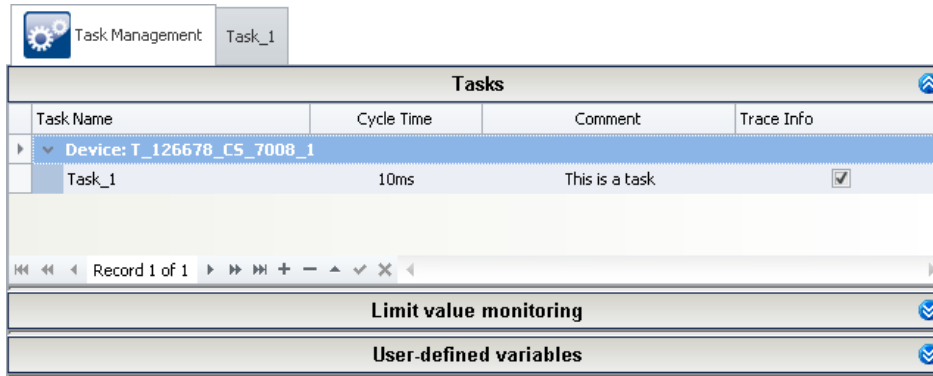 Task Management Task_1
Tasks
Task Name Cycle Time Comment Trace Info
Device: T_126678_CS_7008_1
Task_1 10ms This is a task
Record 1 of 1
Limit value monitoring
User-defined variables